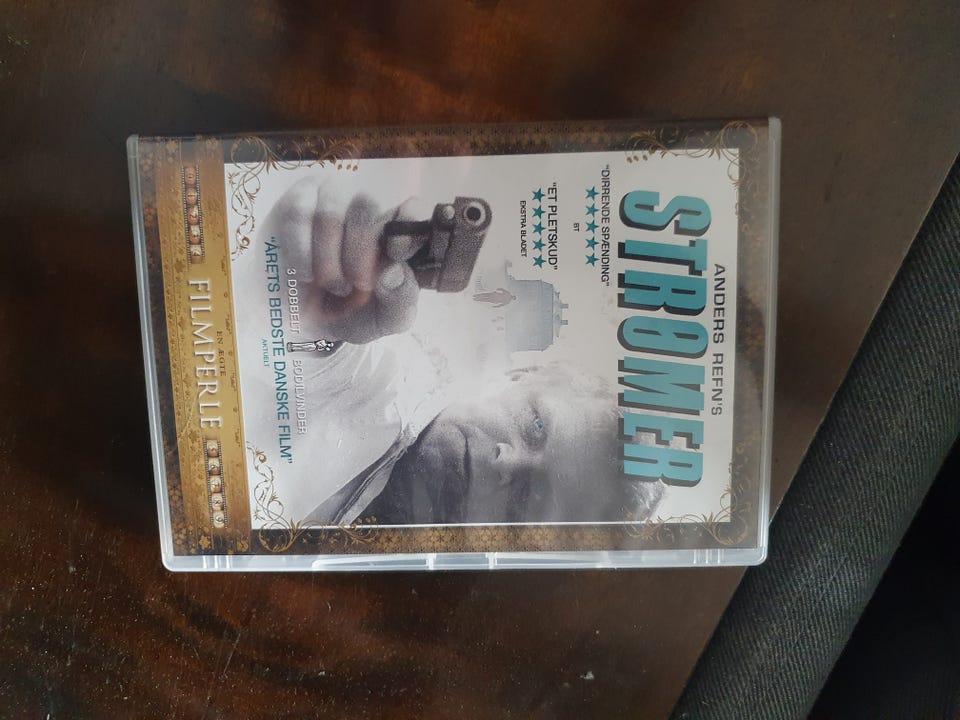 ANDERS REFN'S
STRØMER
"DIRRENDE SPÆNDING"
★★★★★
BT
"ET PLETSKUD"
★★★★★
EKSTRA BLADET
3 DOBBELT BODILVINDER
"ÅRETS BEDSTE DANSKE FILM"
AKTUELT
EN ÆGTE
FILMPERLE